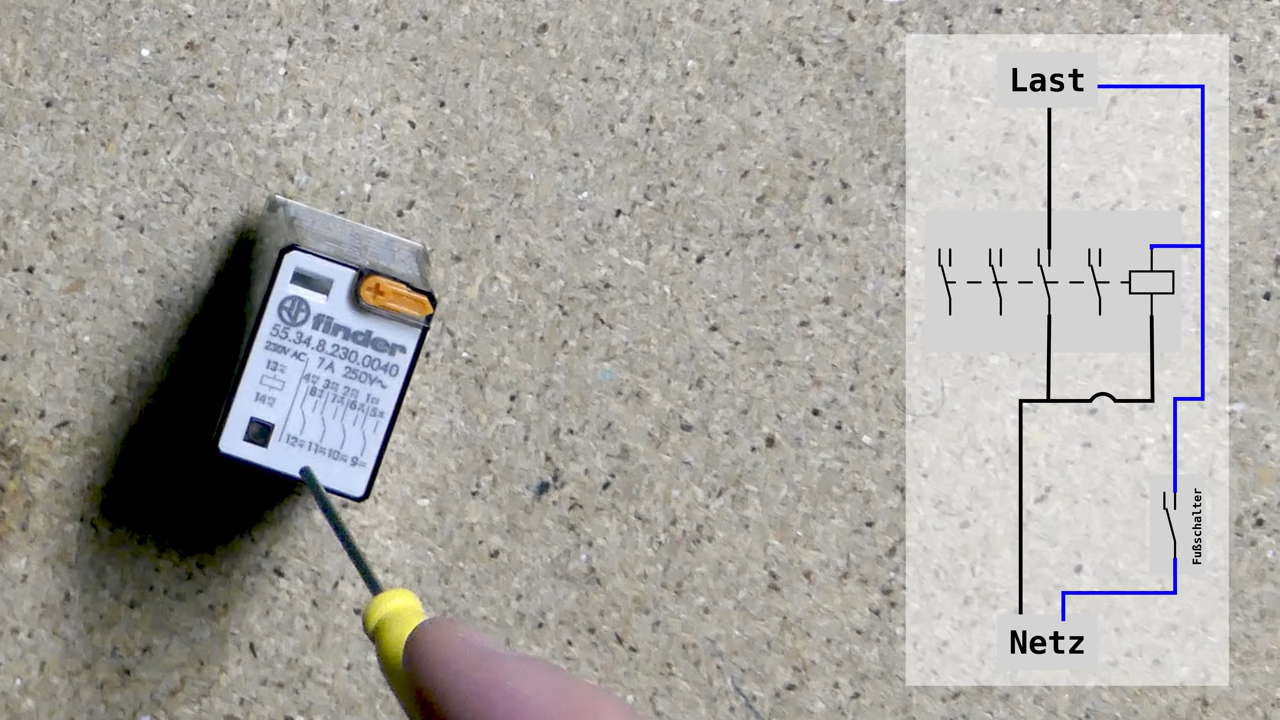 finder
55.34.8.230.0040
230V AC
7A 250V~
13
14
4 3 2 1
8 7 6 5
12 11 10 9
Last
Fußschalter
Netz